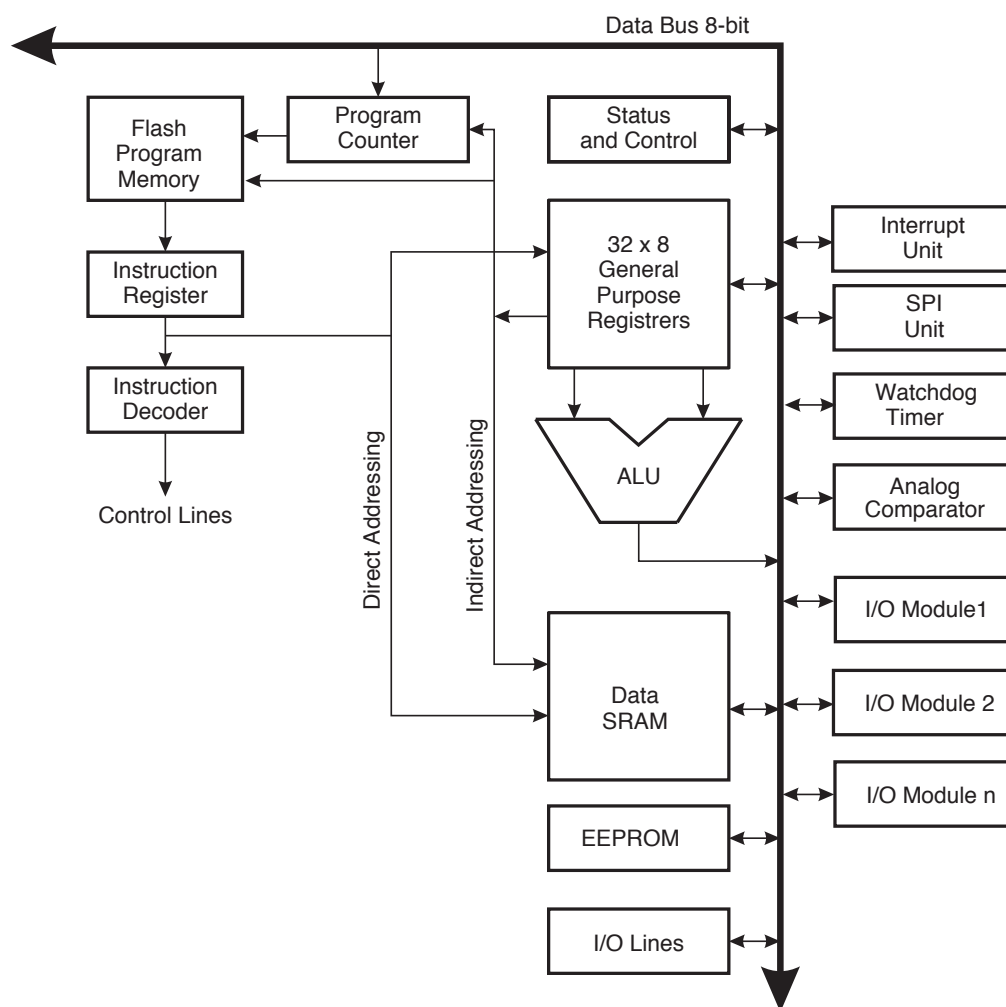 Data Bus 8-bit
Flash
Program
Memory
Program
Counter
Status
and Control
Instruction
Register
32 x 8
General
Purpose
Registrers
Interrupt
Unit
SPI
Unit
Instruction
Decoder
Watchdog
Timer
Control Lines
Direct Addressing
Indirect Addressing
ALU
Analog
Comparator
I/O Module1
Data
SRAM
I/O Module 2
I/O Module n
EEPROM
I/O Lines